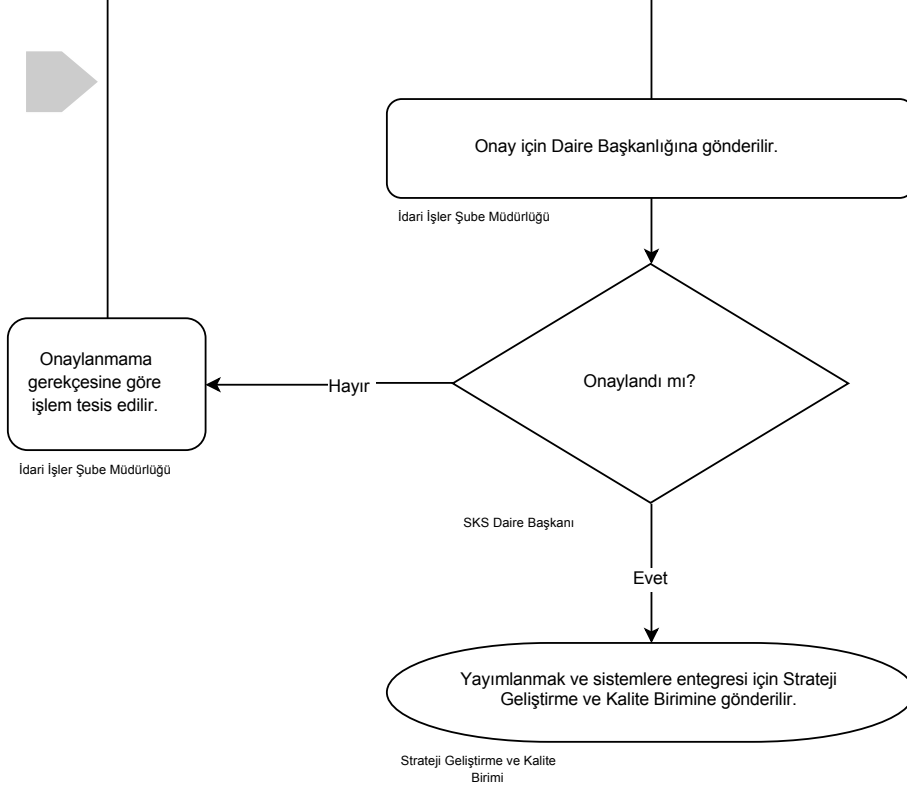 Onay için Daire Başkanlığına gönderilir.
İdari İşler Şube Müdürlüğü
Onaylanmama
gerekçesine göre
işlem tesis edilir.
İdari İşler Şube Müdürlüğü
Hayır
Onaylandı mı?
SKS Daire Başkanı
Evet
Yayımlanmak ve sistemlere entegresi için Strateji
Geliştirme ve Kalite Birimine gönderilir.
Strateji Geliştirme ve Kalite
Birimi